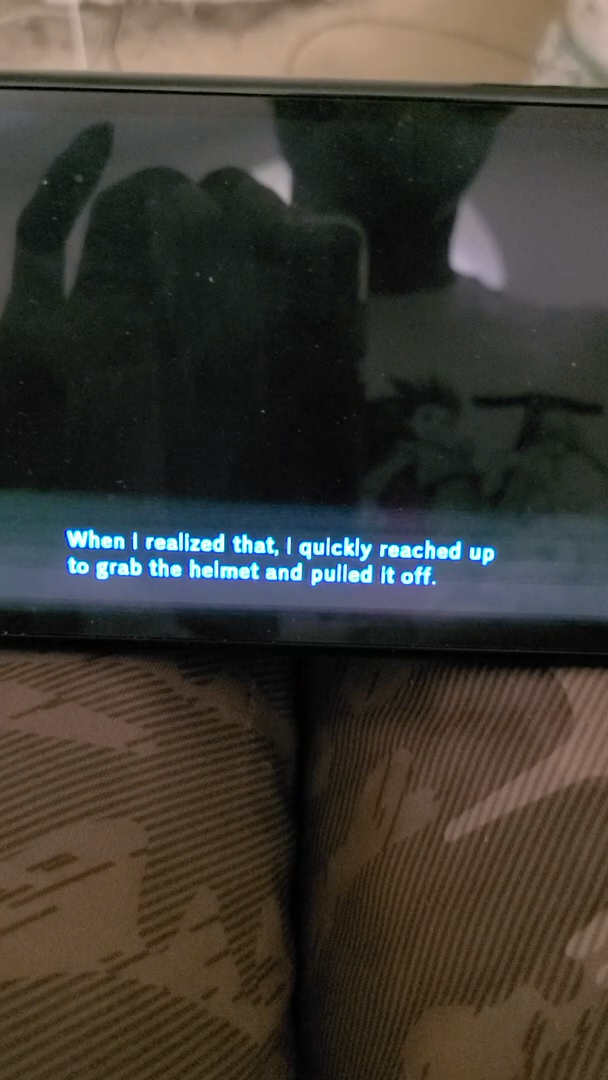 When I realized that, I quickly reached up
to grab the helmet and pulled it off.